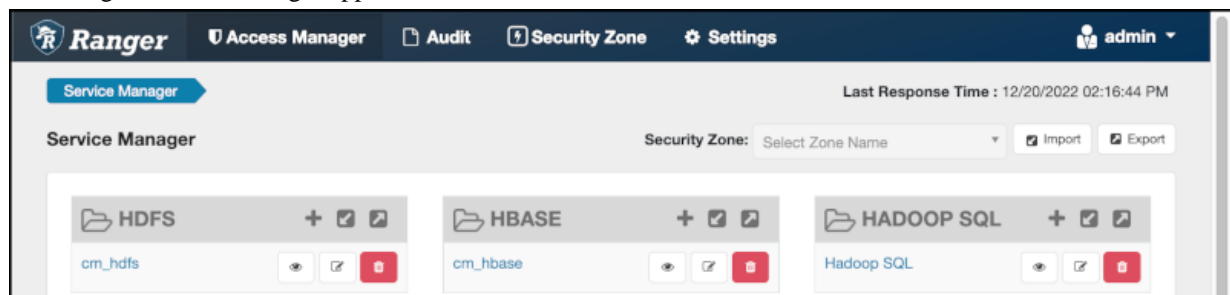 Ranger Access Manager Audit Security Zone Settings admin
Service Manager Last Response Time : 12/20/2022 02:16:44 PM
Service Manager Security Zone: Select Zone Name Import Export
HDFS HBASE HADOOP SQL
cm_hdfs cm_hbase Hadoop SQL